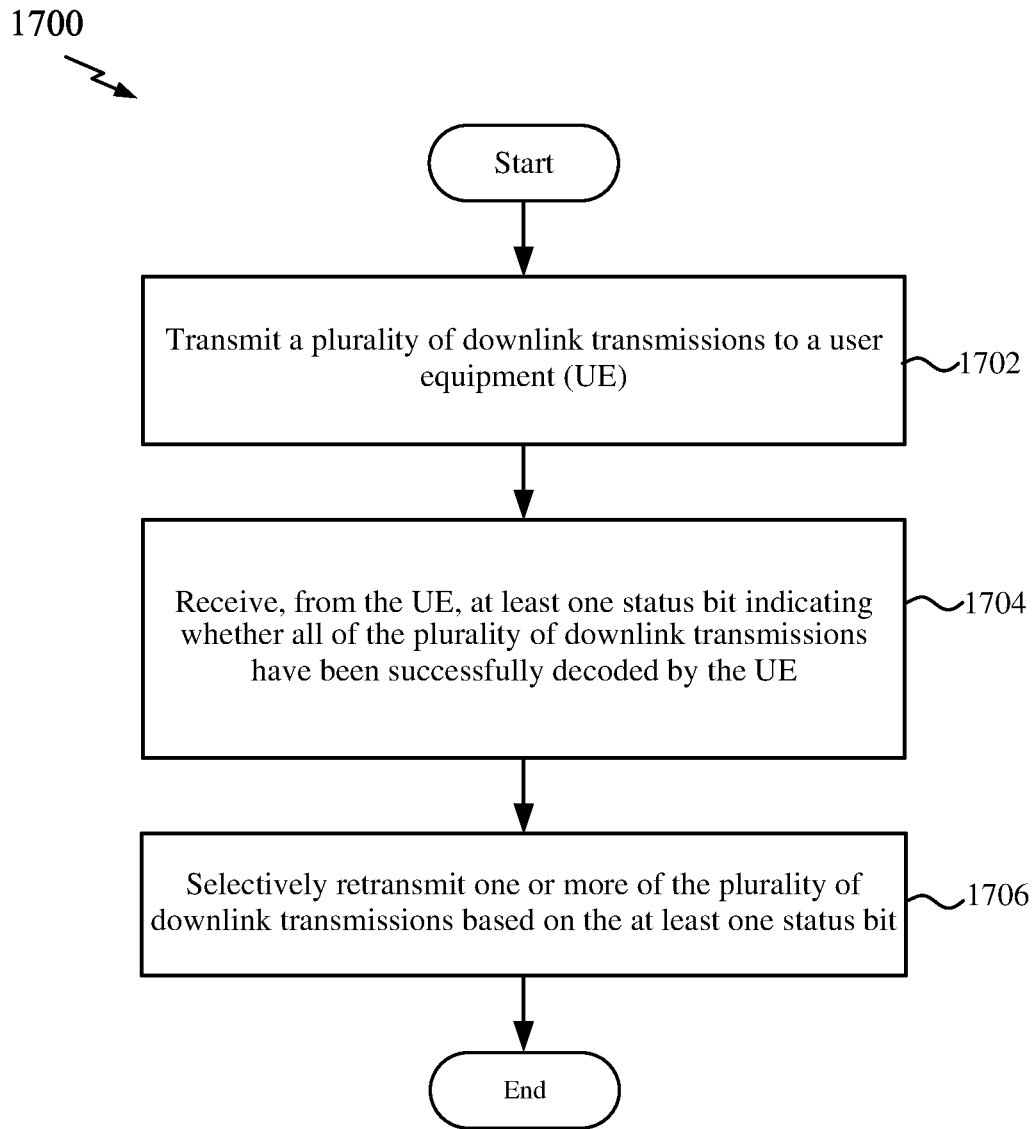 1700
Start
Transmit a plurality of downlink transmissions to a user
equipment (UE)
1702
Receive, from the UE, at least one status bit indicating
whether all of the plurality of downlink transmissions
have been successfully decoded by the UE
1704
Selectively retransmit one or more of the plurality of
downlink transmissions based on the at least one status bit
1706
End